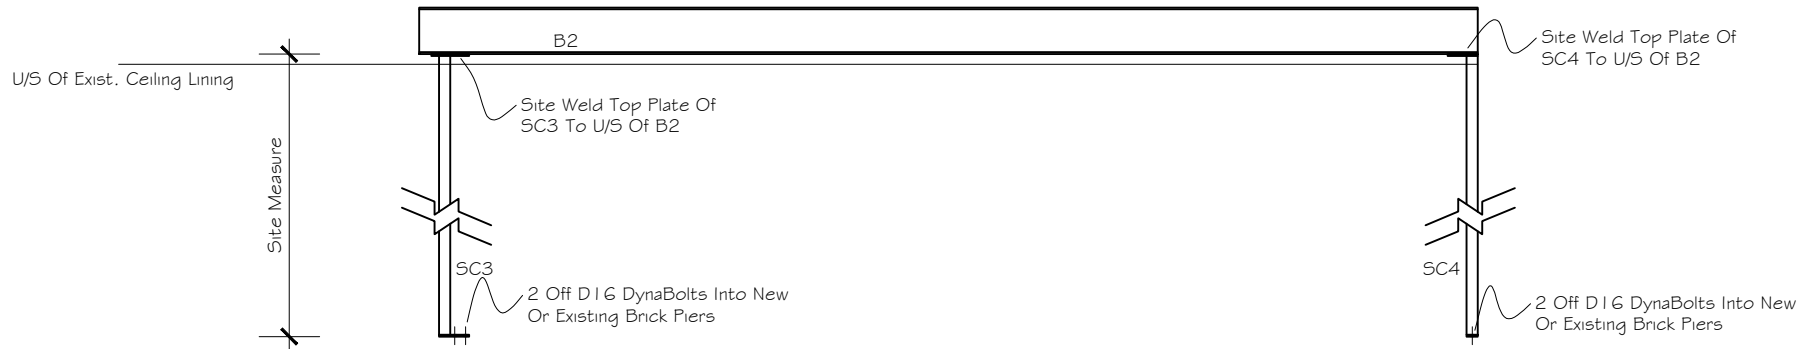 B2
Site Weld Top Plate Of
SC4 To U/S Of B2
U/S Of Exist. Ceiling Lining
Site Weld Top Plate Of
SC3 To U/S Of B2
Site Measure
SC3
SC4
2 Off D16 DynaBolts Into New
Or Existing Brick Piers
2 Off D16 DynaBolts Into New
Or Existing Brick Piers